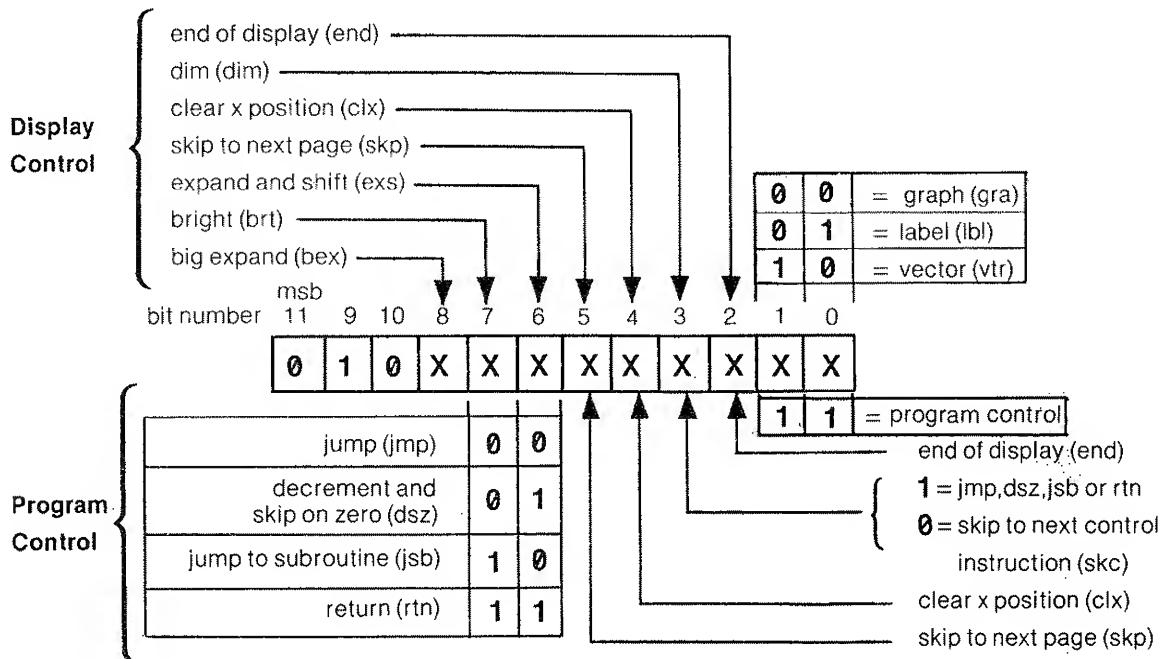 end of display (end)
dim (dim)
clear x position (clx)
Display
Control
skip to next page (skp)
expand and shift (exs)
bright (brt)
big expand (bex)
0 0 = graph (gra)
0 1 = label (lbl)
1 0 = vector (vtr)
msb
bit number 11 9 10 8 7 6 5 4 3 2 1 0
0 1 0 X X X X X X X X X
1 1 = program control
Program
Control
jump (jmp) 0 0
decrement and
skip on zero (dsz) 0 1
jump to subroutine (jsb) 1 0
return (rtn) 1 1
end of display (end)
1 = jmp,dsz,jsb or rtn
0 = skip to next control
instruction (skc)
clear x position (clx)
skip to next page (skp)